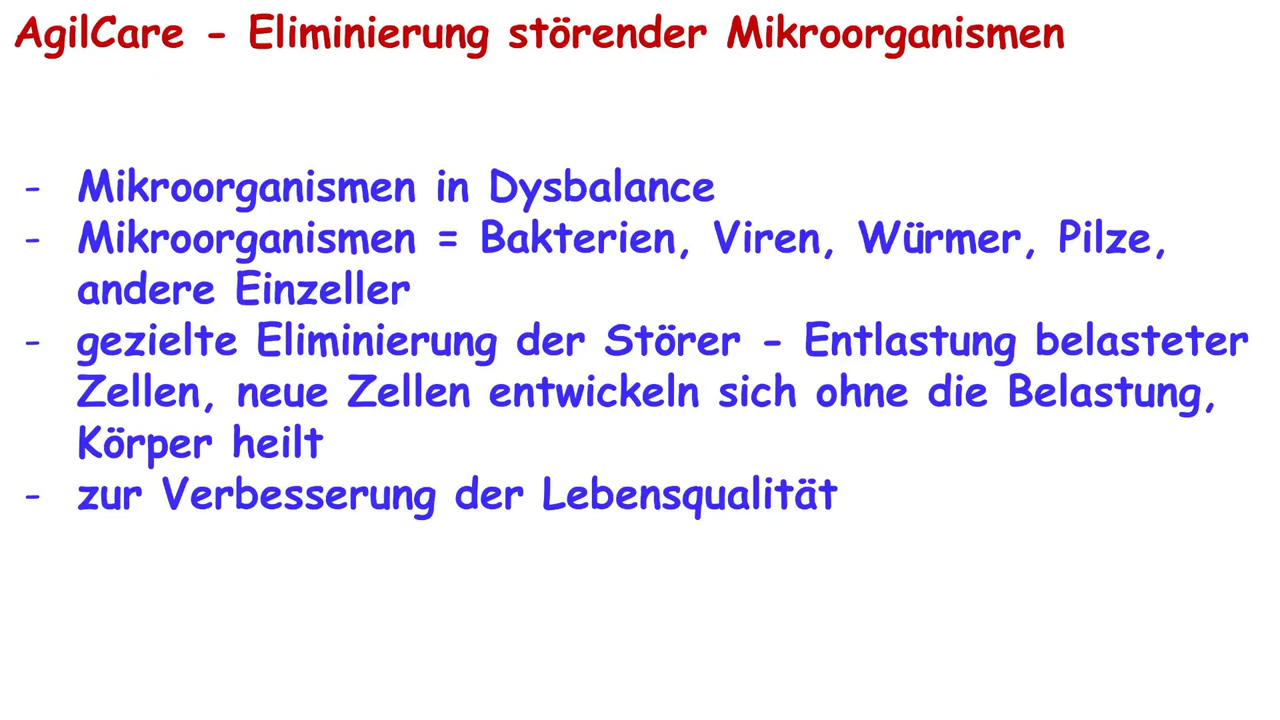 AgilCare - Eliminierung störender Mikroorganismen
- Mikroorganismen in Dysbalance
- Mikroorganismen = Bakterien, Viren, Würmer, Pilze,
andere Einzeller
- gezielte Eliminierung der Störer - Entlastung belasteter
Zellen, neue Zellen entwickeln sich ohne die Belastung,
Körper heilt
- zur Verbesserung der Lebensqualität